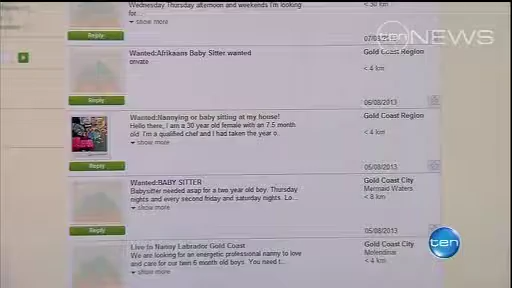 Wednesday Thursday afternoon and weekends I'm looking
for...
show more
< 30 km
Reply
07/08/2013
ten NEWS
Wanted:Afrikaans Baby Sitter wanted
onvate
Gold Coast Region
< 4 km
Reply
06/08/2013
Wanted:Nannying or baby sitting at my house!
Hello there, I am a 30 year old female with an 7.5 month
old I'm a qualified chef and I had taken the year o.
show more
Gold Coast Region
< 4 km
Reply
05/08/2013
Wanted:BABY SITTER
Babysitter needed asap for a two year old boy. Thursday
nights and every second friday and saturday nights. Lo...
show more
Gold Coast City
Mermaid Waters
< 8 km
Reply
05/08/2013
Live In Nanny Labrador Gold Coast
We are looking for an energetic professional nanny to love
and care for our twin 6 month old boys. You need t...
show more
Gold Coast City
Molendinar
< 4 km
ten